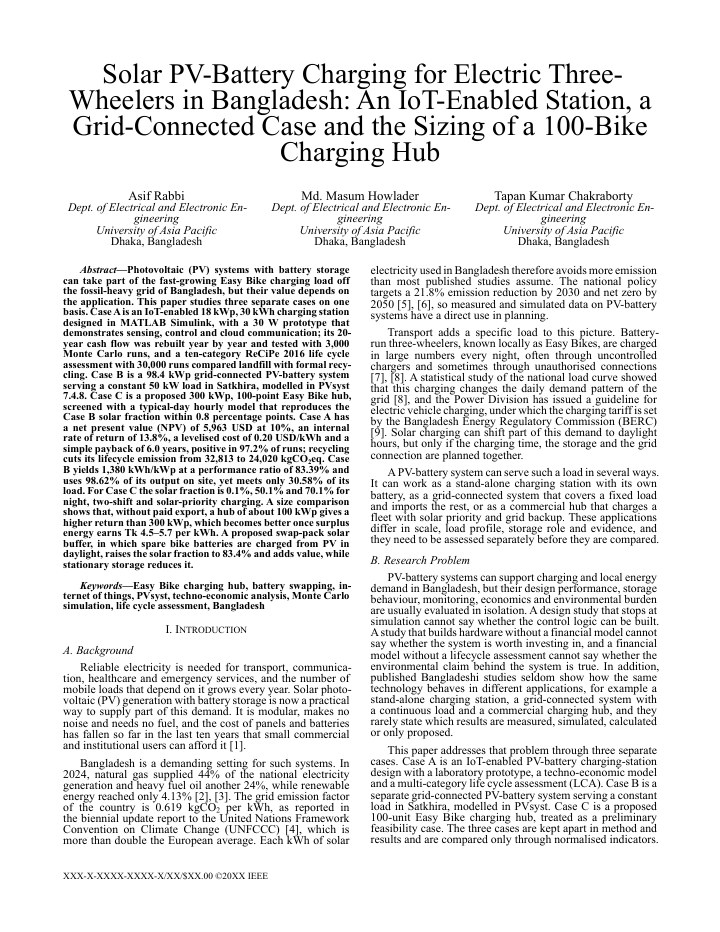 Solar PV-Battery Charging for Electric Three-
Wheelers in Bangladesh: An IoT-Enabled Station, a
Grid-Connected Case and the Sizing of a 100-Bike
Charging Hub
Asif Rabbi
Dept. of Electrical and Electronic En-
gineering
University of Asia Pacific
Dhaka, Bangladesh
Md. Masum Howlader
Dept. of Electrical and Electronic En-
gineering
University of Asia Pacific
Dhaka, Bangladesh
Tapan Kumar Chakraborty
Dept. of Electrical and Electronic En-
gineering
University of Asia Pacific
Dhaka, Bangladesh
Abstract—Photovoltaic (PV) systems with battery storage
can take part of the fast-growing Easy Bike charging load off
the fossil-heavy grid of Bangladesh, but their value depends on
the application. This paper studies three separate cases on one
basis. Case A is an IoT-enabled 18 kWp, 30 kWh charging station
designed in MATLAB Simulink, with a 30 W prototype that
demonstrates sensing, control and cloud communication; its 20-
year cash flow was rebuilt year by year and tested with 3,000
Monte Carlo runs, and a ten-category ReCiPe 2016 life cycle
assessment with 30,000 runs compared landfill with formal recy-
cling. Case B is a 98.4 kWp grid-connected PV-battery system
serving a constant 50 kW load in Satkhira, modelled in PVsyst
7.4.8. Case C is a proposed 300 kWp, 100-point Easy Bike hub,
screened with a typical-day hourly model that reproduces the
Case B solar fraction within 0.8 percentage points. Case A has
a net present value (NPV) of 5,963 USD at 10%, an internal
rate of return of 13.8%, a levelised cost of 0.20 USD/kWh and a
simple payback of 6.0 years, positive in 97.2% of runs; recycling
cuts its lifecycle emission from 32,813 to 24,020 kgCO₂eq. Case
B yields 1,380 kWh/kWp at a performance ratio of 83.39% and
uses 98.62% of its output on site, yet meets only 30.58% of its
load. For Case C the solar fraction is 0.1%, 50.1% and 70.1% for
night, two-shift and solar-priority charging. A size comparison
shows that, without paid export, a hub of about 100 kWp gives a
higher return than 300 kWp, which becomes better once surplus
energy earns Tk 4.5–5.7 per kWh. A proposed swap-pack solar
buffer, in which spare bike batteries are charged from PV in
daylight, raises the solar fraction to 83.4% and adds value, while
stationary storage reduces it.
Keywords—Easy Bike charging hub, battery swapping, in-
ternet of things, PVsyst, techno-economic analysis, Monte Carlo
simulation, life cycle assessment, Bangladesh
I. INTRODUCTION
A. Background
Reliable electricity is needed for transport, communica-
tion, healthcare and emergency services, and the number of
mobile loads that depend on it grows every year. Solar photo-
voltaic (PV) generation with battery storage is now a practical
way to supply part of this demand. It is modular, makes no
noise and needs no fuel, and the cost of panels and batteries
has fallen so far in the last ten years that small commercial
and institutional users can afford it [1].
Bangladesh is a demanding setting for such systems. In
2024, natural gas supplied 44% of the national electricity
generation and heavy fuel oil another 24%, while renewable
energy reached only 4.13% [2], [3]. The grid emission factor
of the country is 0.619 kgCO₂ per kWh, as reported in
the biennial update report to the United Nations Framework
Convention on Climate Change (UNFCCC) [4], which is
more than double the European average. Each kWh of solar
electricity used in Bangladesh therefore avoids more emission
than most published studies assume. The national policy
targets a 21.8% emission reduction by 2030 and net zero by
2050 [5], [6], so measured and simulated data on PV-battery
systems have a direct use in planning.
Transport adds a specific load to this picture. Battery-
run three-wheelers, known locally as Easy Bikes, are charged
in large numbers every night, often through uncontrolled
chargers and sometimes through unauthorised connections
[7], [8]. A statistical study of the national load curve showed
that this charging changes the daily demand pattern of the
grid [8], and the Power Division has issued a guideline for
electric vehicle charging, under which the charging tariff is set
by the Bangladesh Energy Regulatory Commission (BERC)
[9]. Solar charging can shift part of this demand to daylight
hours, but only if the charging time, the storage and the grid
connection are planned together.
A PV-battery system can serve such a load in several ways.
It can work as a stand-alone charging station with its own
battery, as a grid-connected system that covers a fixed load
and imports the rest, or as a commercial hub that charges a
fleet with solar priority and grid backup. These applications
differ in scale, load profile, storage role and evidence, and
they need to be assessed separately before they are compared.
B. Research Problem
PV-battery systems can support charging and local energy
demand in Bangladesh, but their design performance, storage
behaviour, monitoring, economics and environmental burden
are usually evaluated in isolation. A design study that stops at
simulation cannot say whether the control logic can be built.
A study that builds hardware without a financial model cannot
say whether the system is worth investing in, and a financial
model without a lifecycle assessment cannot say whether the
environmental claim behind the system is true. In addition,
published Bangladeshi studies seldom show how the same
technology behaves in different applications, for example a
stand-alone charging station, a grid-connected system with
a continuous load and a commercial charging hub, and they
rarely state which results are measured, simulated, calculated
or only proposed.
This paper addresses that problem through three separate
cases. Case A is an IoT-enabled PV-battery charging-station
design with a laboratory prototype, a techno-economic model
and a multi-category life cycle assessment (LCA). Case B is a
separate grid-connected PV-battery system serving a constant
load in Satkhira, modelled in PVsyst. Case C is a proposed
100-unit Easy Bike charging hub, treated as a preliminary
feasibility case. The three cases are kept apart in method and
results and are compared only through normalised indicators.
XXX-X-XXXX-XXXX-X/XX/$XX.00 ©20XX IEEE